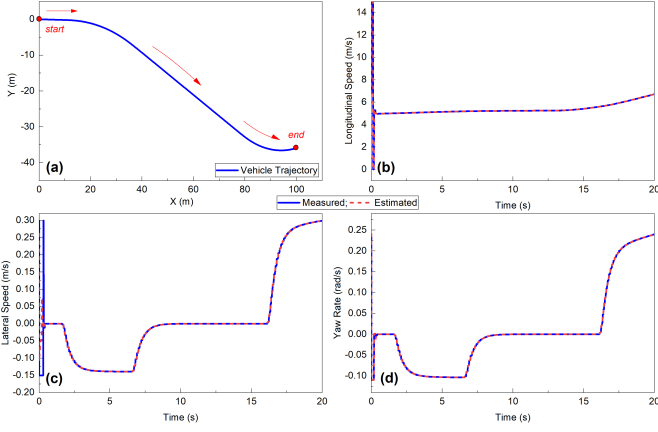 0
-10
-20
-30
-40
Y (m)
start
end
(a)
Vehicle Trajectory
0 20 40 60 80 100
X (m)
14
12
10
8
6
4
2
0
Longitudinal Speed (m/s)
(b)
0 5 10 15 20
Time (s)
Measured; Estimated
0.30
0.25
0.20
0.15
0.10
0.05
0.00
-0.05
-0.10
-0.15
-0.20
Lateral Speed (m/s)
(c)
0 5 10 15 20
Time (s)
0.25
0.20
0.15
0.10
0.05
0.00
-0.05
-0.10
Yaw Rate (rad/s)
(d)
0 5 10 15 20
Time (s)